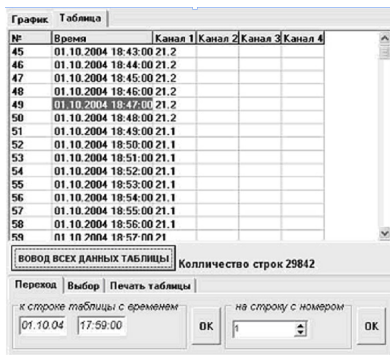 График Таблица
№ Время Канал 1 Канал 2 Канал 3 Канал 4
45 01.10.2004 18:43:00 21.2
46 01.10.2004 18:44:00 21.2
47 01.10.2004 18:45:00 21.2
48 01.10.2004 18:46:00 21.2
49 01.10.2004 18:47:00 21.2
50 01.10.2004 18:48:00 21.2
51 01.10.2004 18:49:00 21.1
52 01.10.2004 18:50:00 21.1
53 01.10.2004 18:51:00 21.1
54 01.10.2004 18:52:00 21.1
55 01.10.2004 18:53:00 21.1
56 01.10.2004 18:54:00 21.1
57 01.10.2004 18:55:00 21.1
58 01.10.2004 18:56:00 21.1
59 01.10.2004 18:57:00 21
ВОВОД ВСЕХ ДАННЫХ ТАБЛИЦЫ Колличество строк 29842
Переход Выбор Печать таблицы
к строке таблицы с временем на строку с номером
01.10.04 17:59:00 OK 1 OK